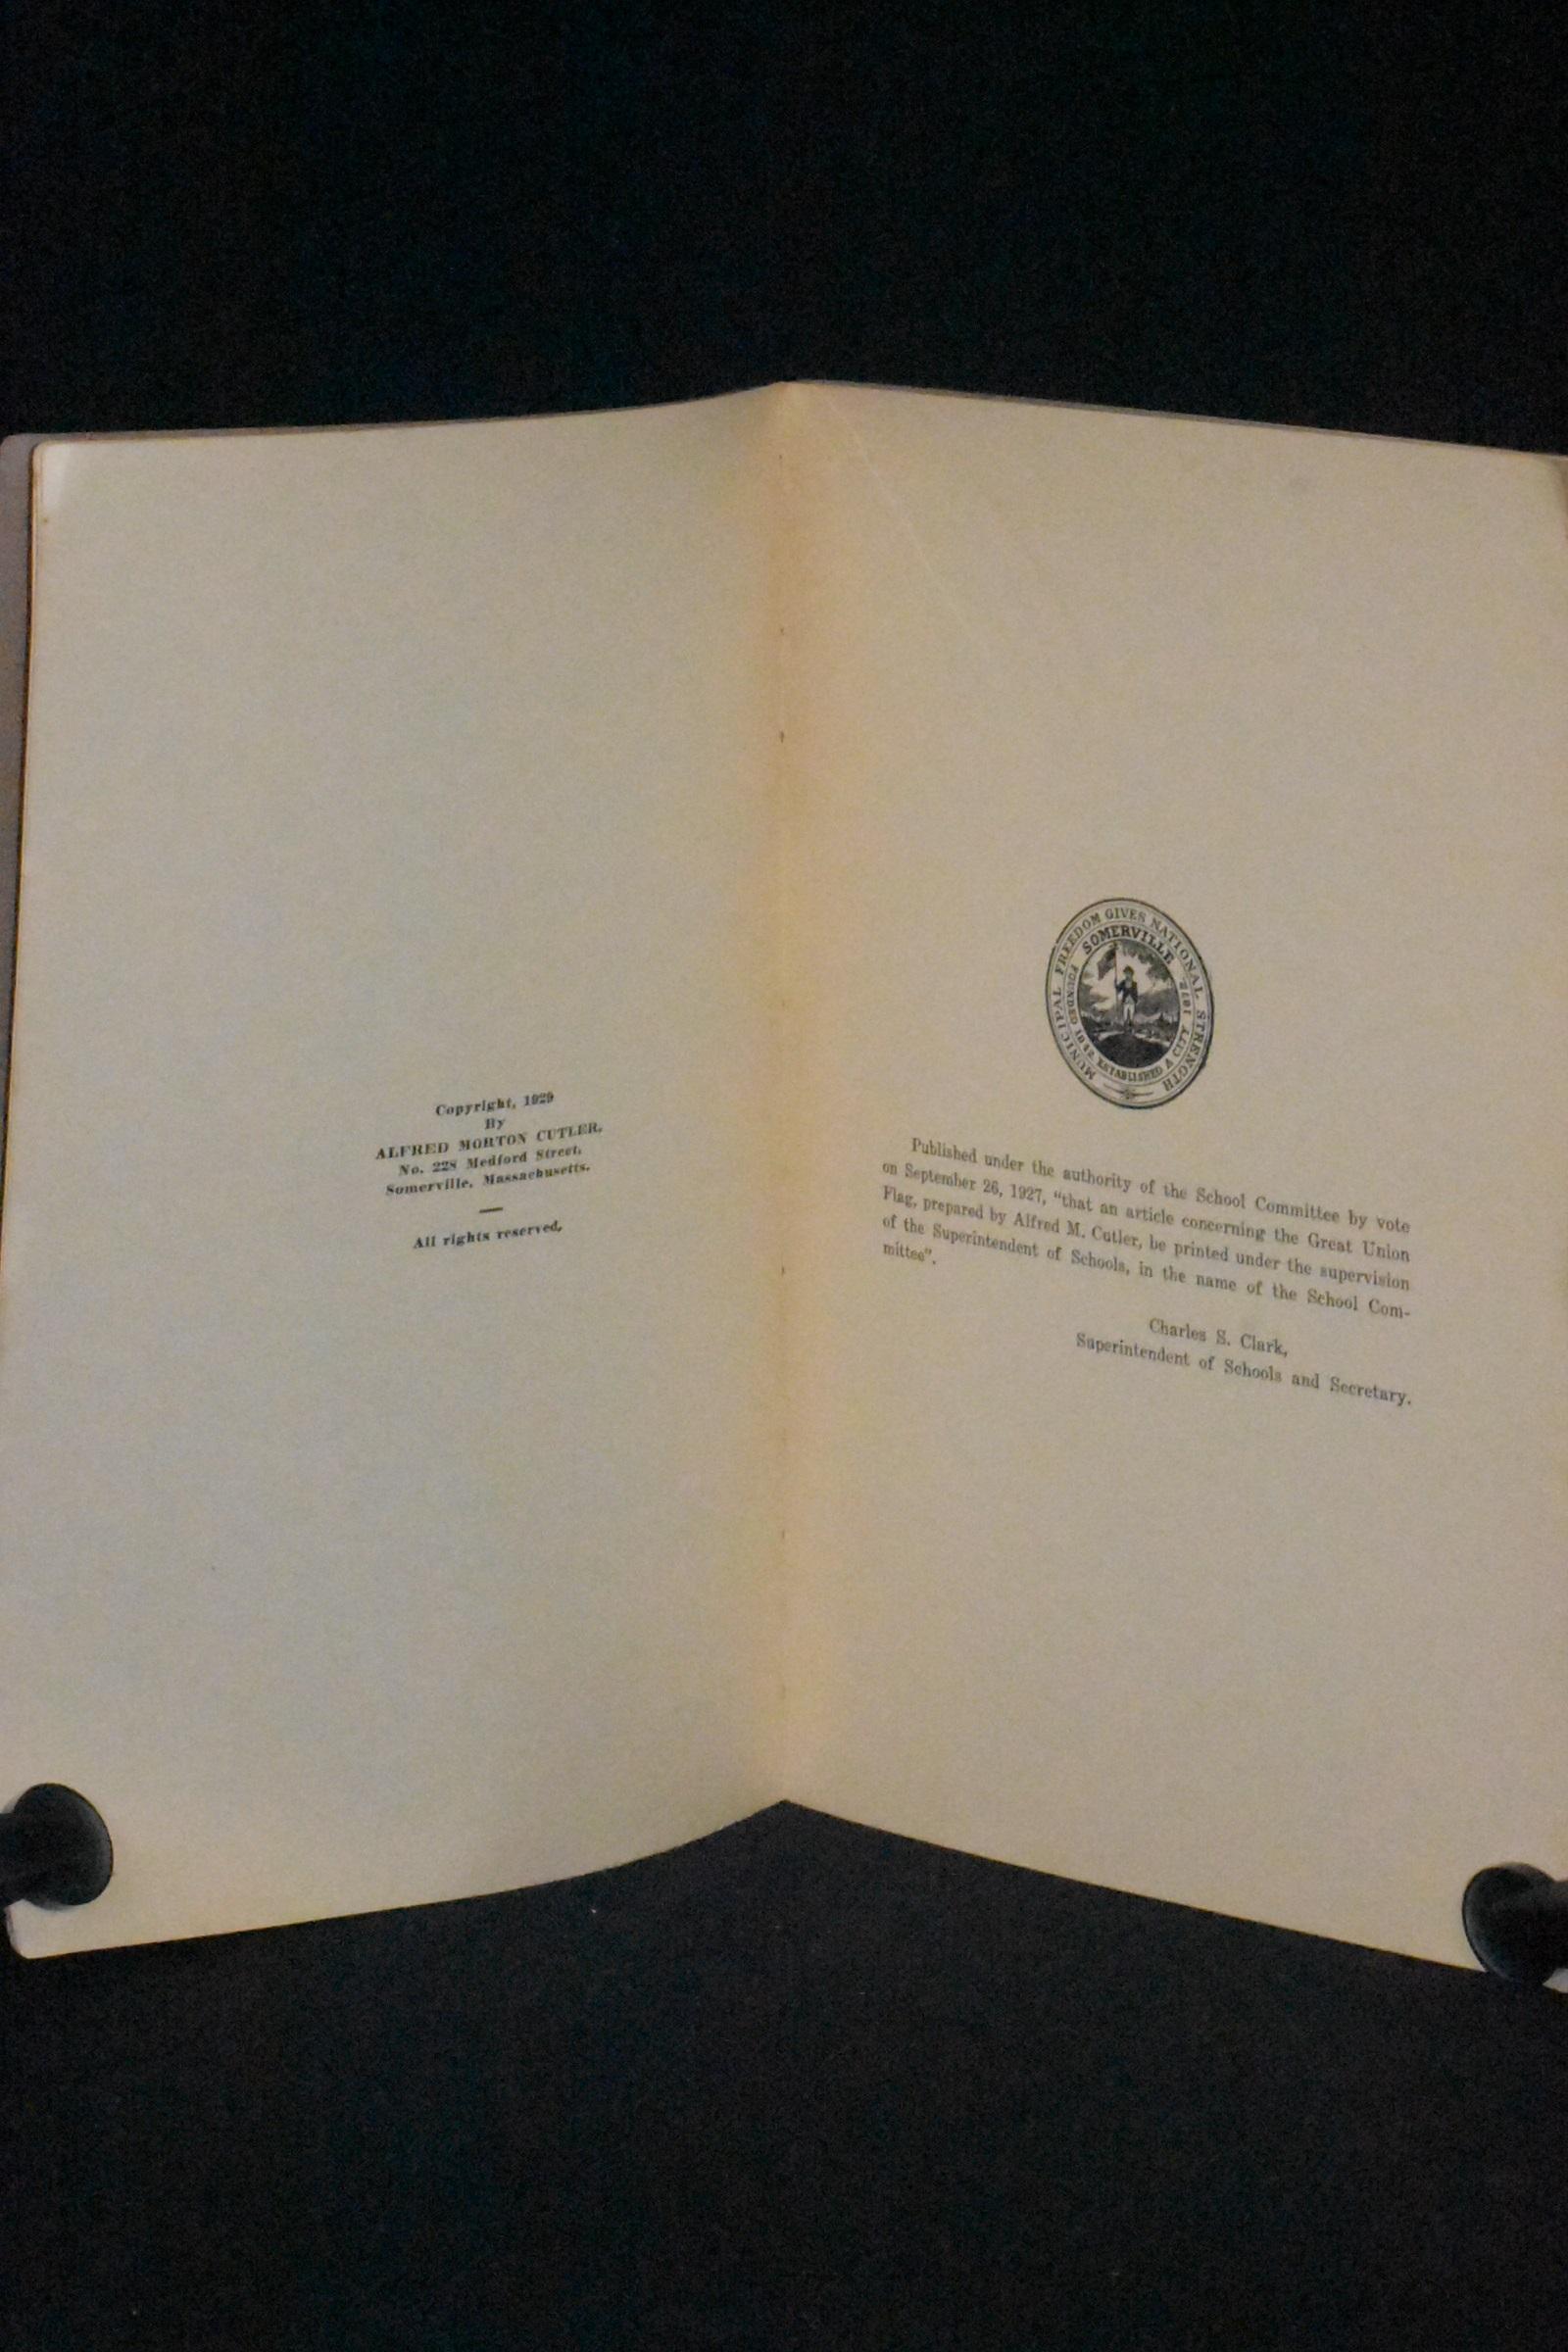 Copyright, 1929
By
ALFRED MORTON CUTLER,
No. 228 Medford Street,
Somerville, Massachusetts.
All rights reserved.
MUNICIPAL FREEDOM GIVES NATIONAL STRENGTH
SOMERVILLE
FOUNDED 1842. ESTABLISHED A CITY 1872.
Published under the authority of the School Committee by vote
on September 26, 1927, "that an article concerning the Great Union
Flag, prepared by Alfred M. Cutler, be printed under the supervision
of the Superintendent of Schools, in the name of the School Com-
mittee".
Charles S. Clark,
Superintendent of Schools and Secretary.